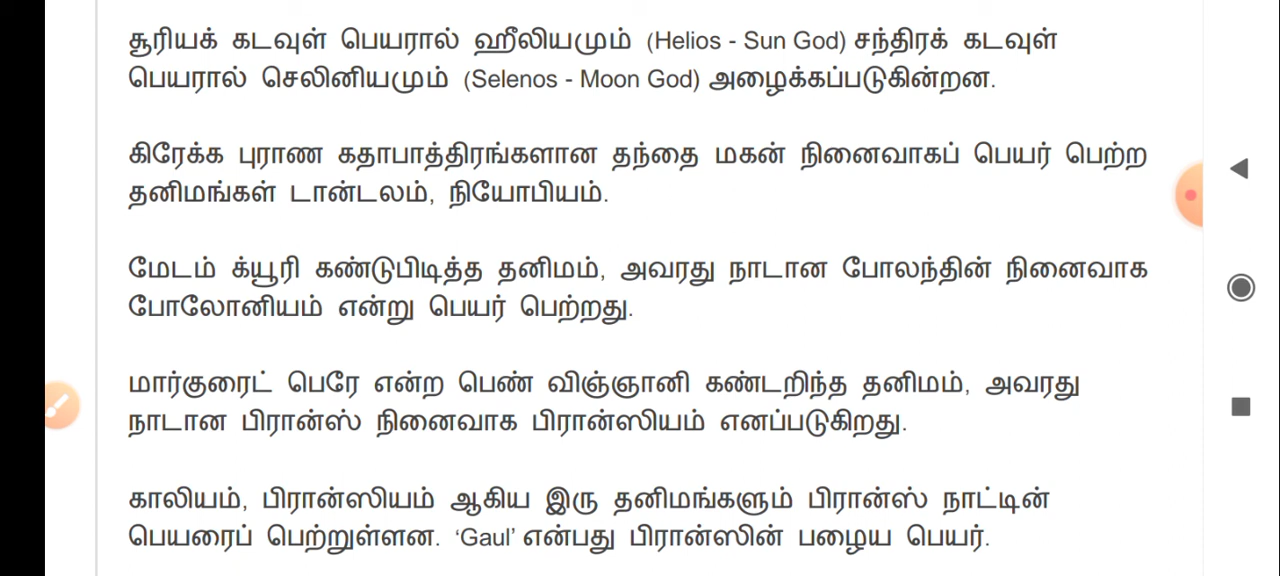 சூரியக் கடவுள் பெயரால் ஹீலியமும் (Helios - Sun God) சந்திரக் கடவுள்
பெயரால் செலினியமும் (Selenos - Moon God) அழைக்கப்படுகின்றன.
கிரேக்க புராண கதாபாத்திரங்களான தந்தை மகன் நினைவாகப் பெயர் பெற்ற
தனிமங்கள் டான்டலம், நியோபியம்.
மேடம் க்யூரி கண்டுபிடித்த தனிமம், அவரது நாடான போலந்தின் நினைவாக
போலோனியம் என்று பெயர் பெற்றது.
மார்குரைட் பெரே என்ற பெண் விஞ்ஞானி கண்டறிந்த தனிமம், அவரது
நாடான பிரான்ஸ் நினைவாக பிரான்ஸியம் எனப்படுகிறது.
காலியம், பிரான்ஸியம் ஆகிய இரு தனிமங்களும் பிரான்ஸ் நாட்டின்
பெயரைப் பெற்றுள்ளன. ‘Gaul’ என்பது பிரான்ஸின் பழைய பெயர்.